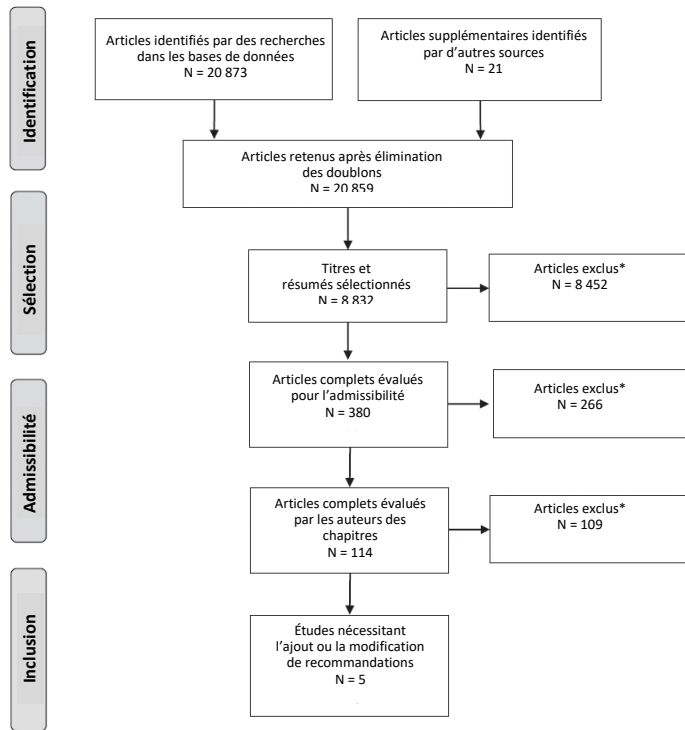 Identification
Articles identifiés par des recherches
dans les bases de données
N = 20 873
Articles supplémentaires identifiés
par d'autres sources
N = 21
Articles retenus après élimination
des doublons
N = 20 859
Sélection
Titres et
résumés sélectionnés
N = 8 832
Articles exclus*
N = 8 452
Admissibilité
Articles complets évalués
pour l'admissibilité
N = 380
Articles exclus*
N = 266
Articles complets évalués
par les auteurs des
chapitres
N = 114
Articles exclus*
N = 109
Inclusion
Études nécessitant
l'ajout ou la modification
de recommandations
N = 5